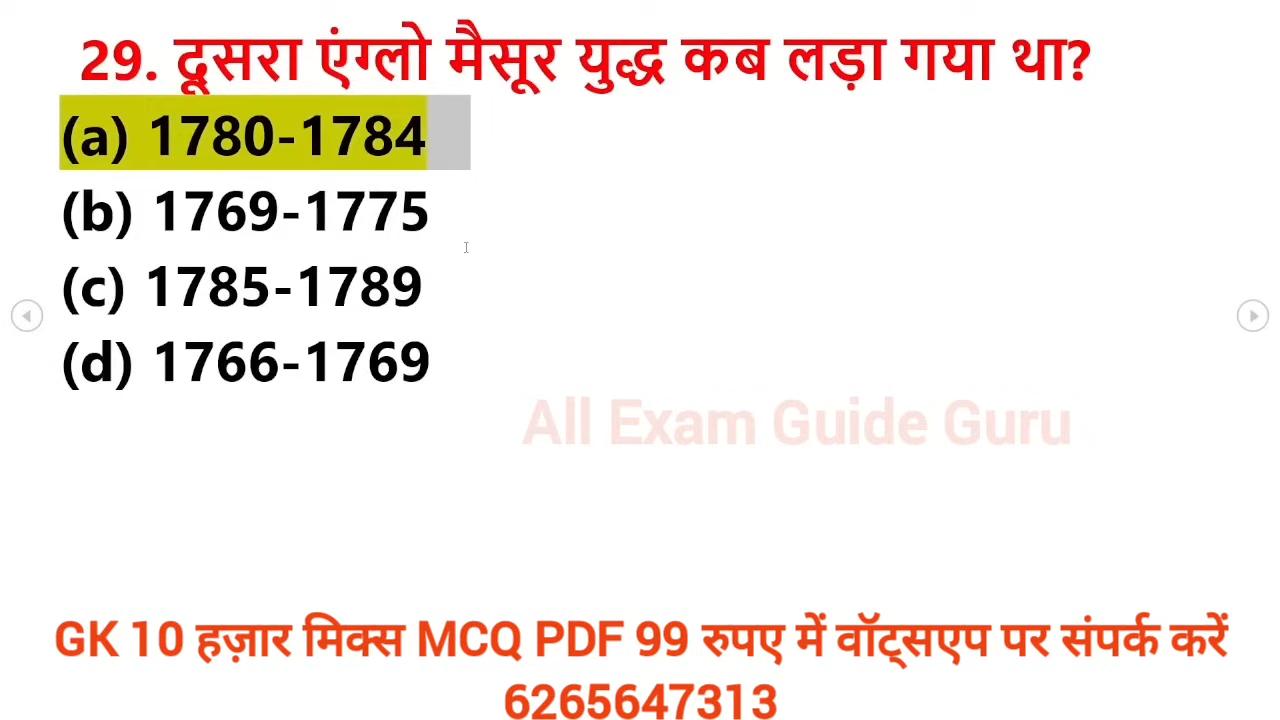 29. दूसरा एंग्लो मैसूर युद्ध कब लड़ा गया था?
(a) 1780-1784
(b) 1769-1775
(c) 1785-1789
(d) 1766-1769
All Exam Guide Guru
GK 10 हज़ार मिक्स MCQ PDF 99 रुपए में वॉट्सएप पर संपर्क करें
6265647313